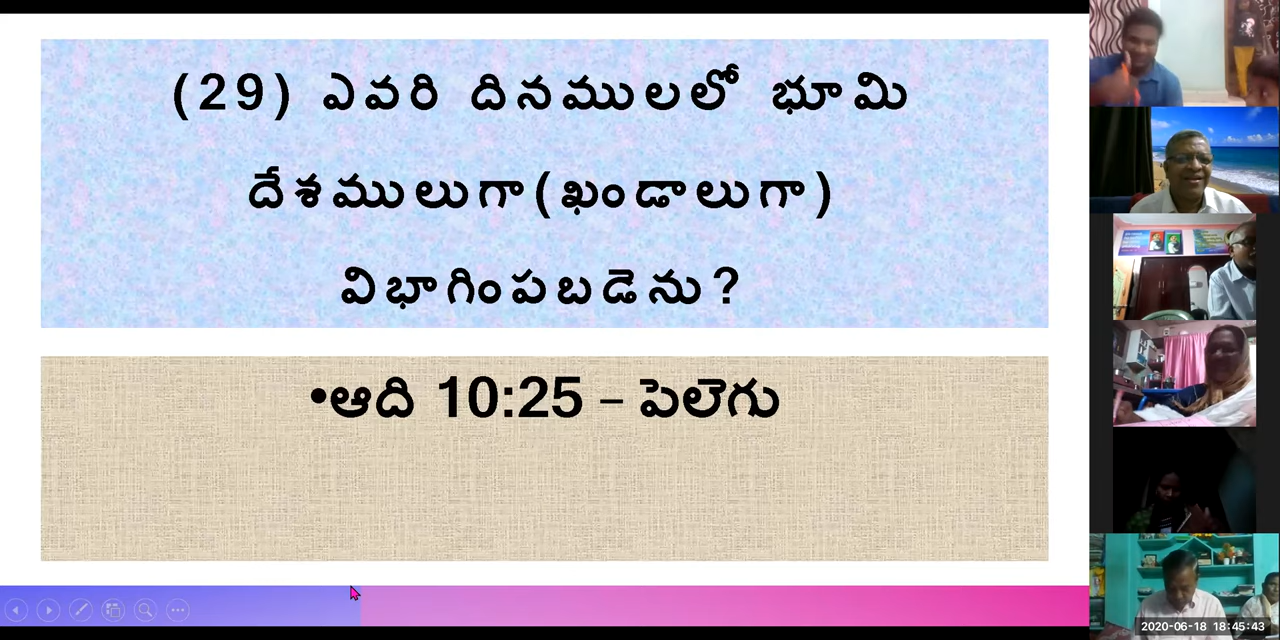 (29) ఎవరి దినములలో భూమి
దేశములుగా(ఖండాలుగా)
విభాగింపబడెను?
•ఆది 10:25 – పెలెగు
2020-06-18 18:45:43